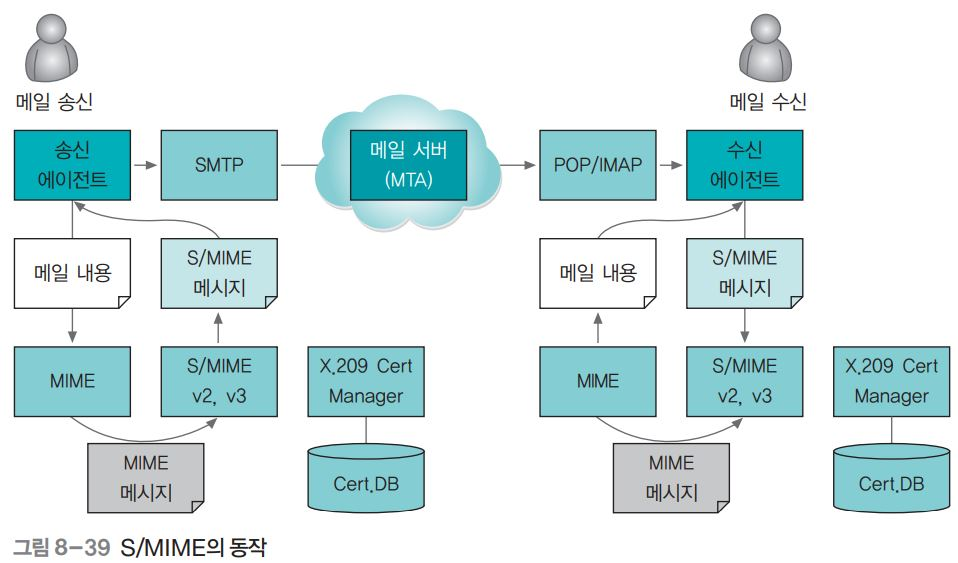 메일 송신
메일 수신
송신
에이전트
SMTP
메일 서버
(MTA)
POP/IMAP
수신
에이전트
메일 내용
S/MIME
메시지
메일 내용
S/MIME
메시지
MIME
S/MIME
v2, v3
X.209 Cert
Manager
MIME
S/MIME
v2, v3
X.209 Cert
Manager
MIME
메시지
Cert.DB
MIME
메시지
Cert.DB
그림 8-39 S/MIME의 동작